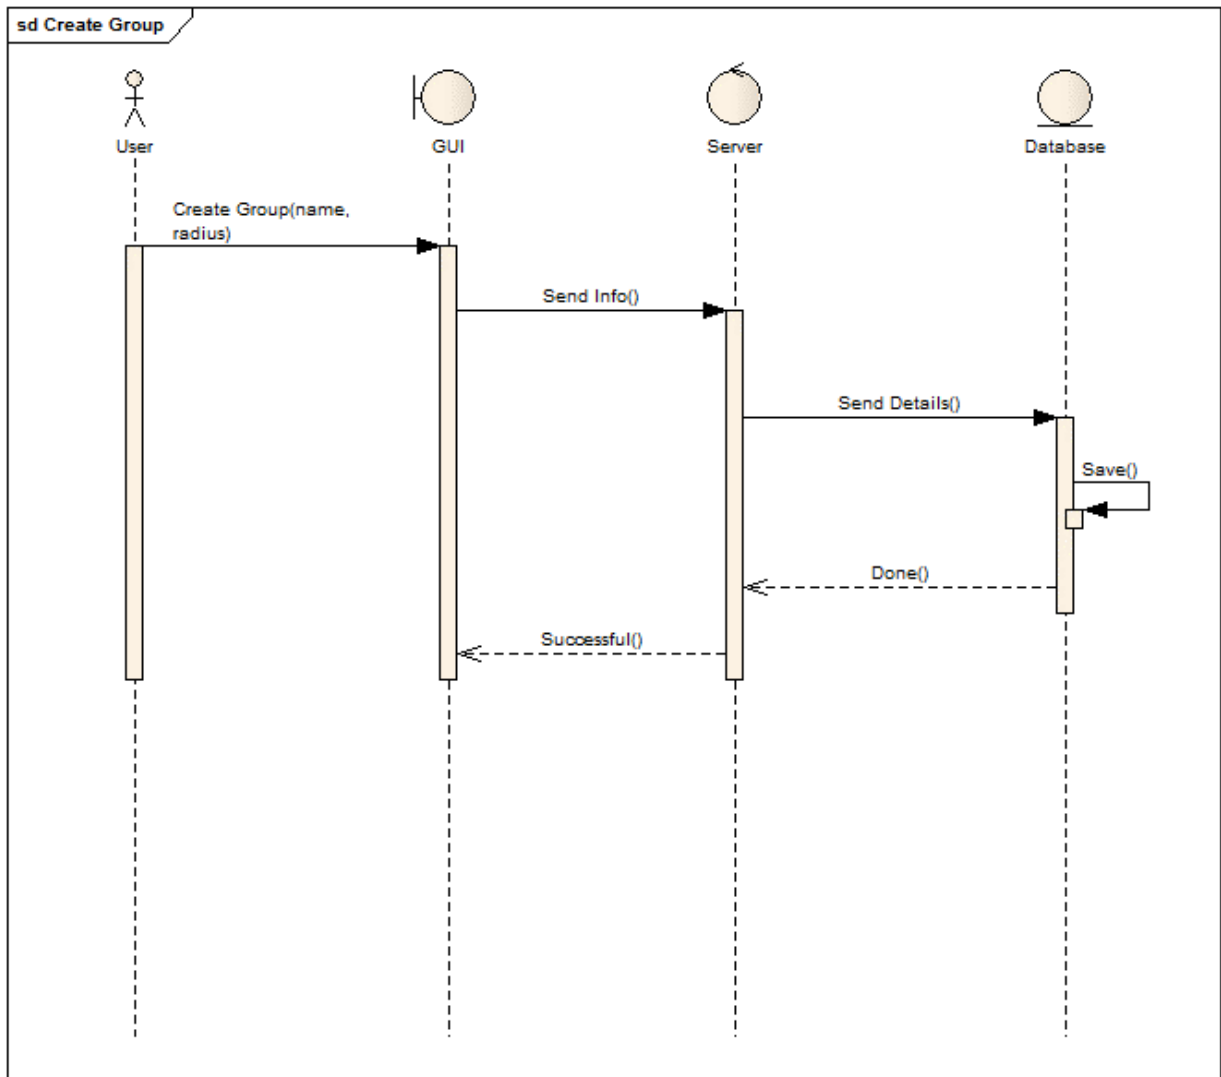 sd Create Group
User
GUI
Server
Database
Create Group(name,
radius)
Send Info()
Send Details()
Save()
Done()
Successful()